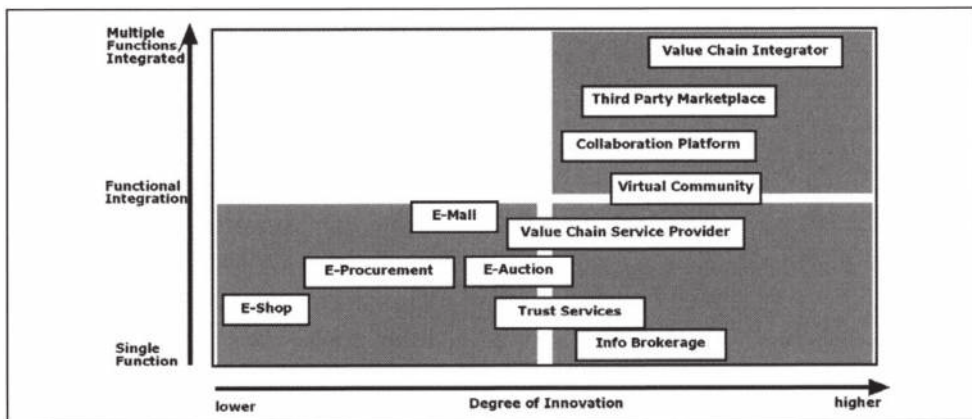 Multiple
Functions/
Integrated
Value Chain Integrator
Third Party Marketplace
Collaboration Platform
Functional
Integration
Virtual Community
E-Mall
Value Chain Service Provider
E-Procurement
E-Auction
E-Shop
Trust Services
Info Brokerage
Single
Function
lower
Degree of Innovation
higher